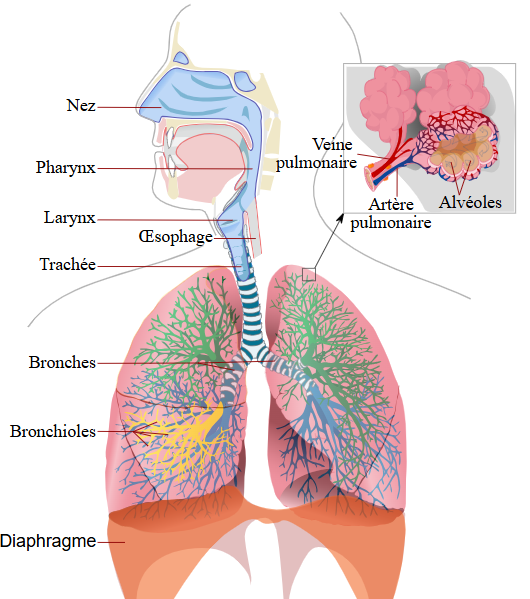 Nez
Pharynx
Larynx
Œsophage
Trachée
Veine
pulmonaire
Artère
pulmonaire
Alvéoles
Bronches
Bronchioles
Diaphragme